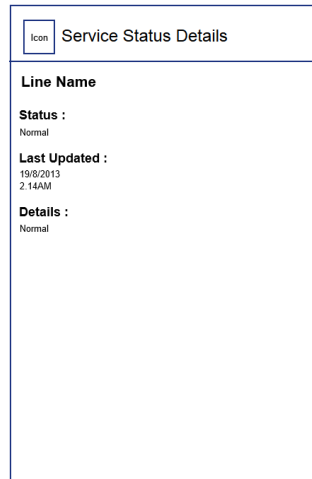 Icon Service Status Details
Line Name
Status :
Normal
Last Updated :
19/8/2013
2.14AM
Details :
Normal